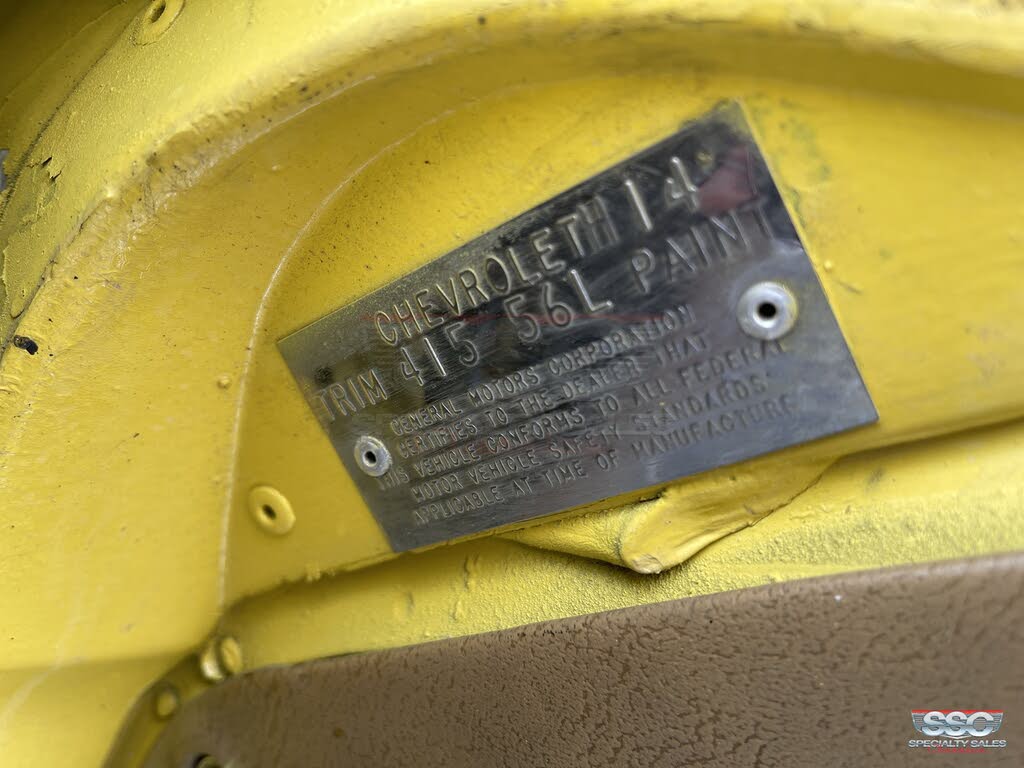 CHEVROLET H 14
TRIM 415 56L PAINT
GENERAL MOTORS CORPORATION
CERTIFIES TO THE DEALER THAT
THIS VEHICLE CONFORMS TO ALL FEDERAL
MOTOR VEHICLE SAFETY STANDARDS
APPLICABLE AT TIME OF MANUFACTURE
SSC
SPECIALTY SALES